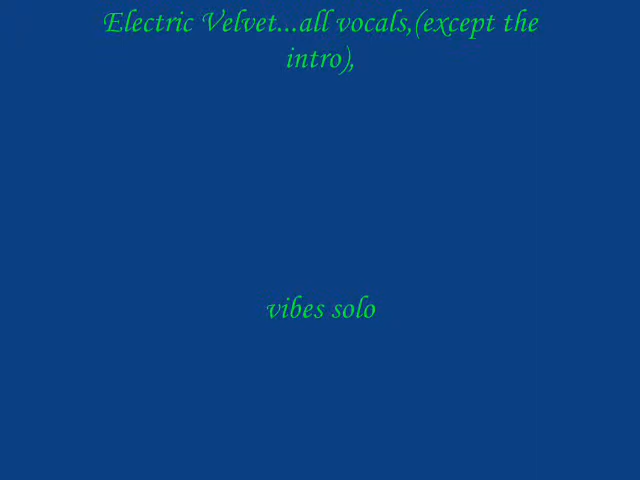 Electric Velvet...all vocals,(except the
intro),
vibes solo